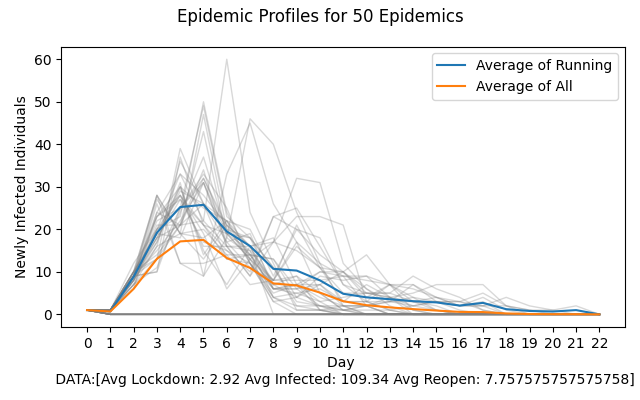 Epidemic Profiles for 50 Epidemics
Newly Infected Individuals
60
50
40
30
20
10
0
Average of Running
Average of All
0 1 2 3 4 5 6 7 8 9 10 11 12 13 14 15 16 17 18 19 20 21 22
Day
DATA:[Avg Lockdown: 2.92 Avg Infected: 109.34 Avg Reopen: 7.757575757575758]